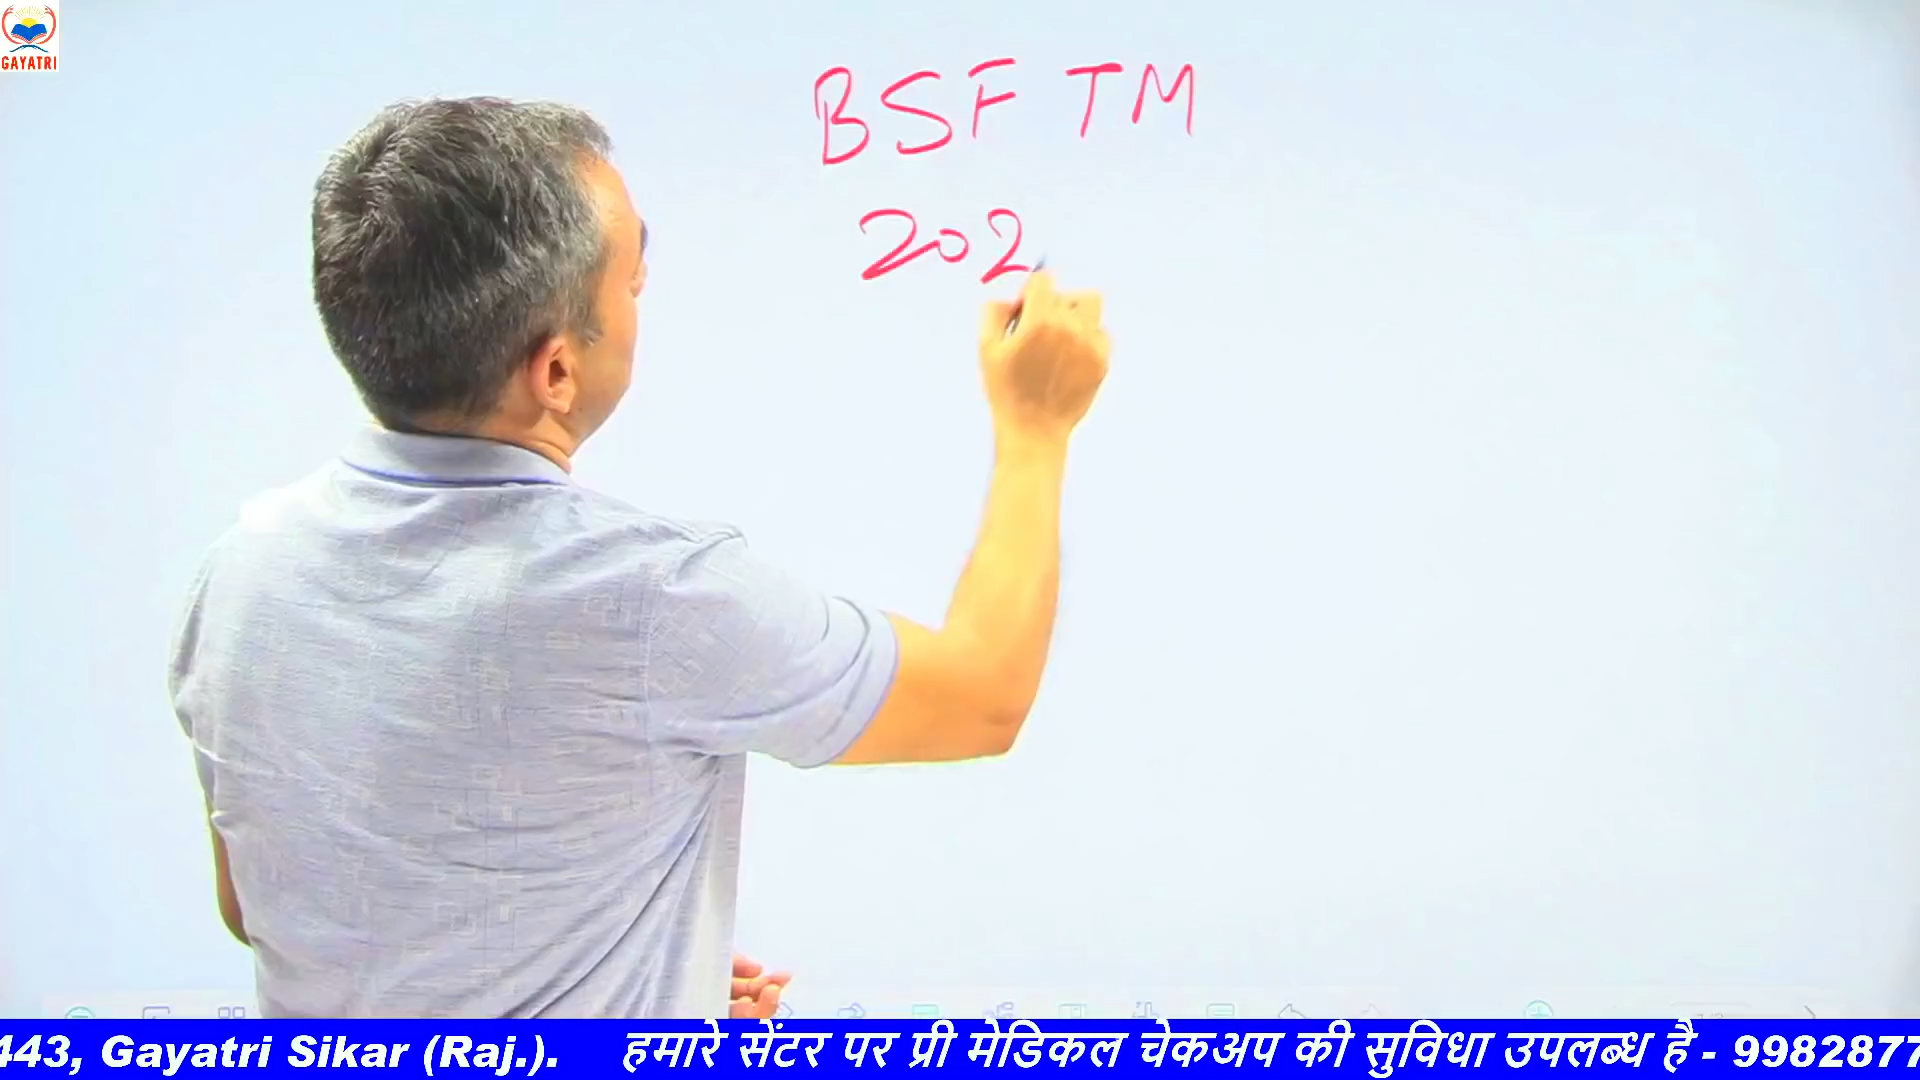 GAYATRI
BSF TM
202
443, Gayatri Sikar (Raj.). हमारे सेंटर पर प्री मेडिकल चेकअप की सुविधा उपलब्ध है - 9982877